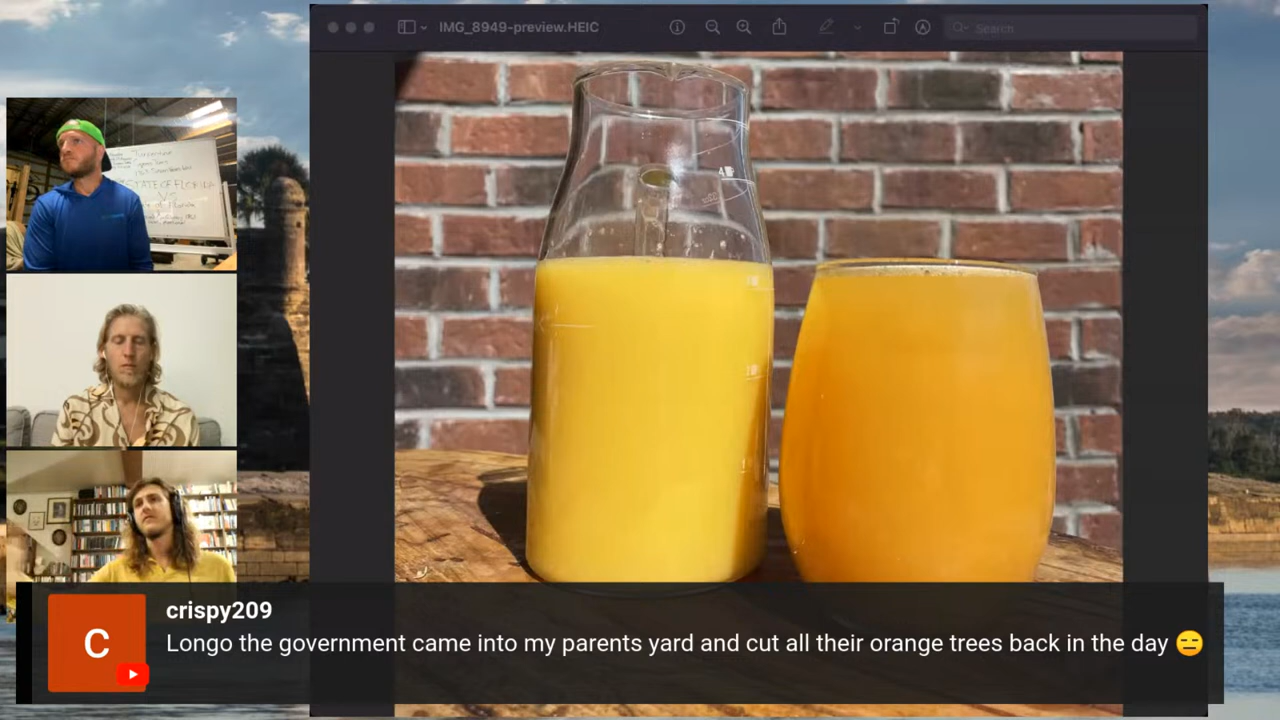 IMG_8949-preview.HEIC
Search
STATE OF FLORIDA
VS
crispy209
C
Longo the government came into my parents yard and cut all their orange trees back in the day 😑